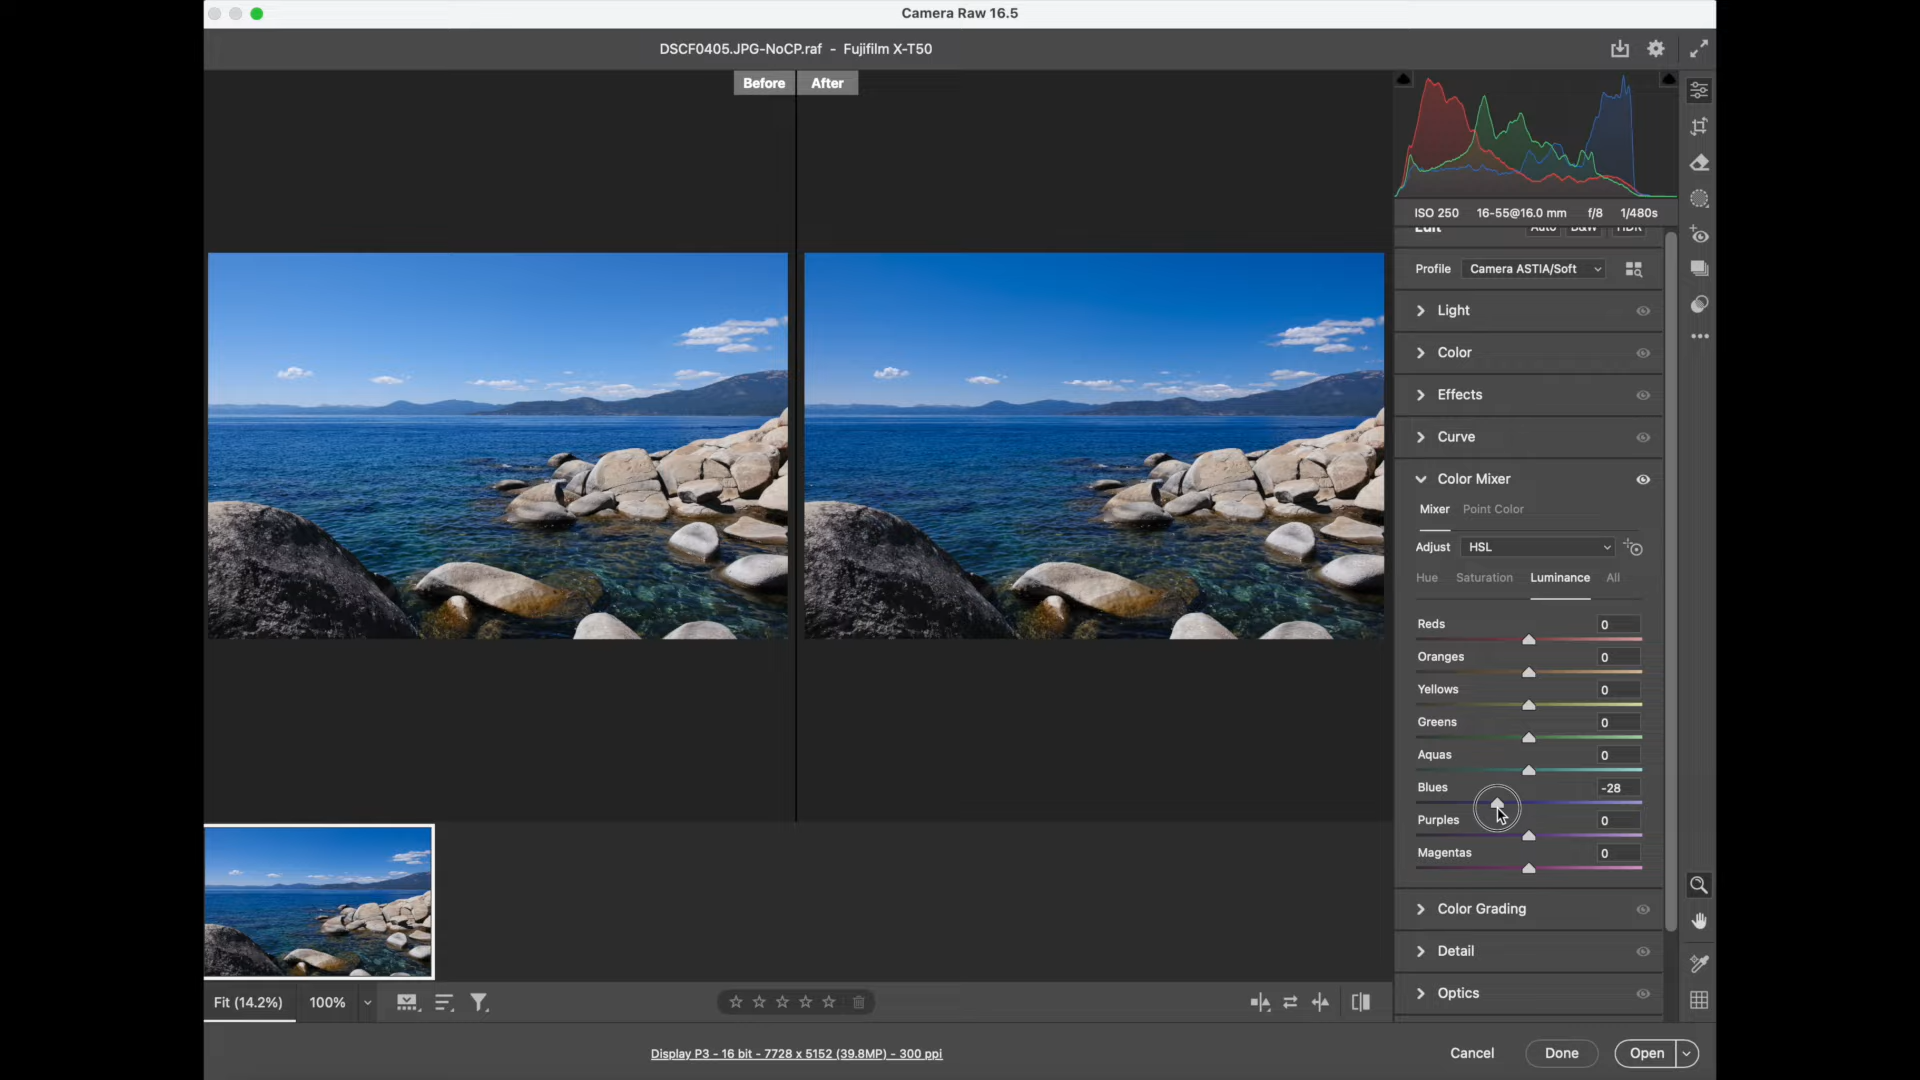 Camera Raw 16.5
DSCF0405.JPG-NoCP.raf - Fujifilm X-T50
Before After
ISO 250 16-55@16.0 mm f/8 1/480s
Edit Auto B&W HDR
Profile Camera ASTIA/Soft
Light
Color
Effects
Curve
Color Mixer
Mixer Point Color
Adjust HSL
Hue Saturation Luminance All
Reds 0
Oranges 0
Yellows 0
Greens 0
Aquas 0
Blues -28
Purples 0
Magentas 0
Color Grading
Detail
Optics
Fit (14.2%) 100%
Display P3 - 16 bit - 7728 x 5152 (39.8MP) - 300 ppi
Cancel Done Open